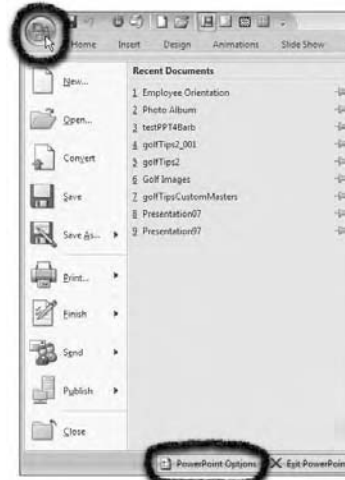 Home Insert Design Animations Slide Show
New...
Open...
Convert
Save
Save As...
Print...
Finish
Send
Publish
Close
Recent Documents
1 Employee Orientation
2 Photo Album
3 testPPT4Barb
4 golfTips2_001
5 golfTips2
6 Golf Images
7 golfTipsCustomMasters
8 Presentation07
9 Presentation97
PowerPoint Options Exit PowerPoin